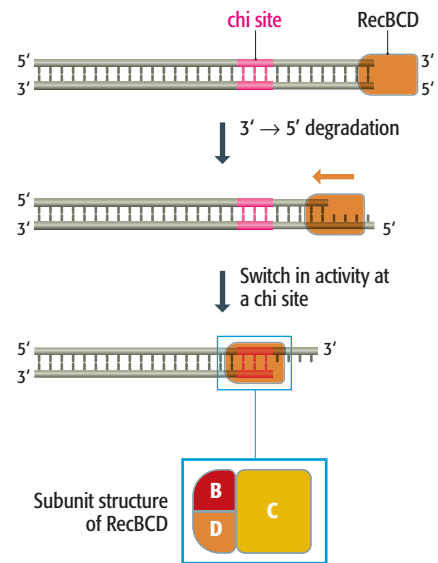 chi site RecBCD
5′ 3′
3′ 5′
3′ → 5′ degradation
5′
3′ 5′
Switch in activity at
a chi site
5′ 3′
3′
B
C
D
Subunit structure
of RecBCD